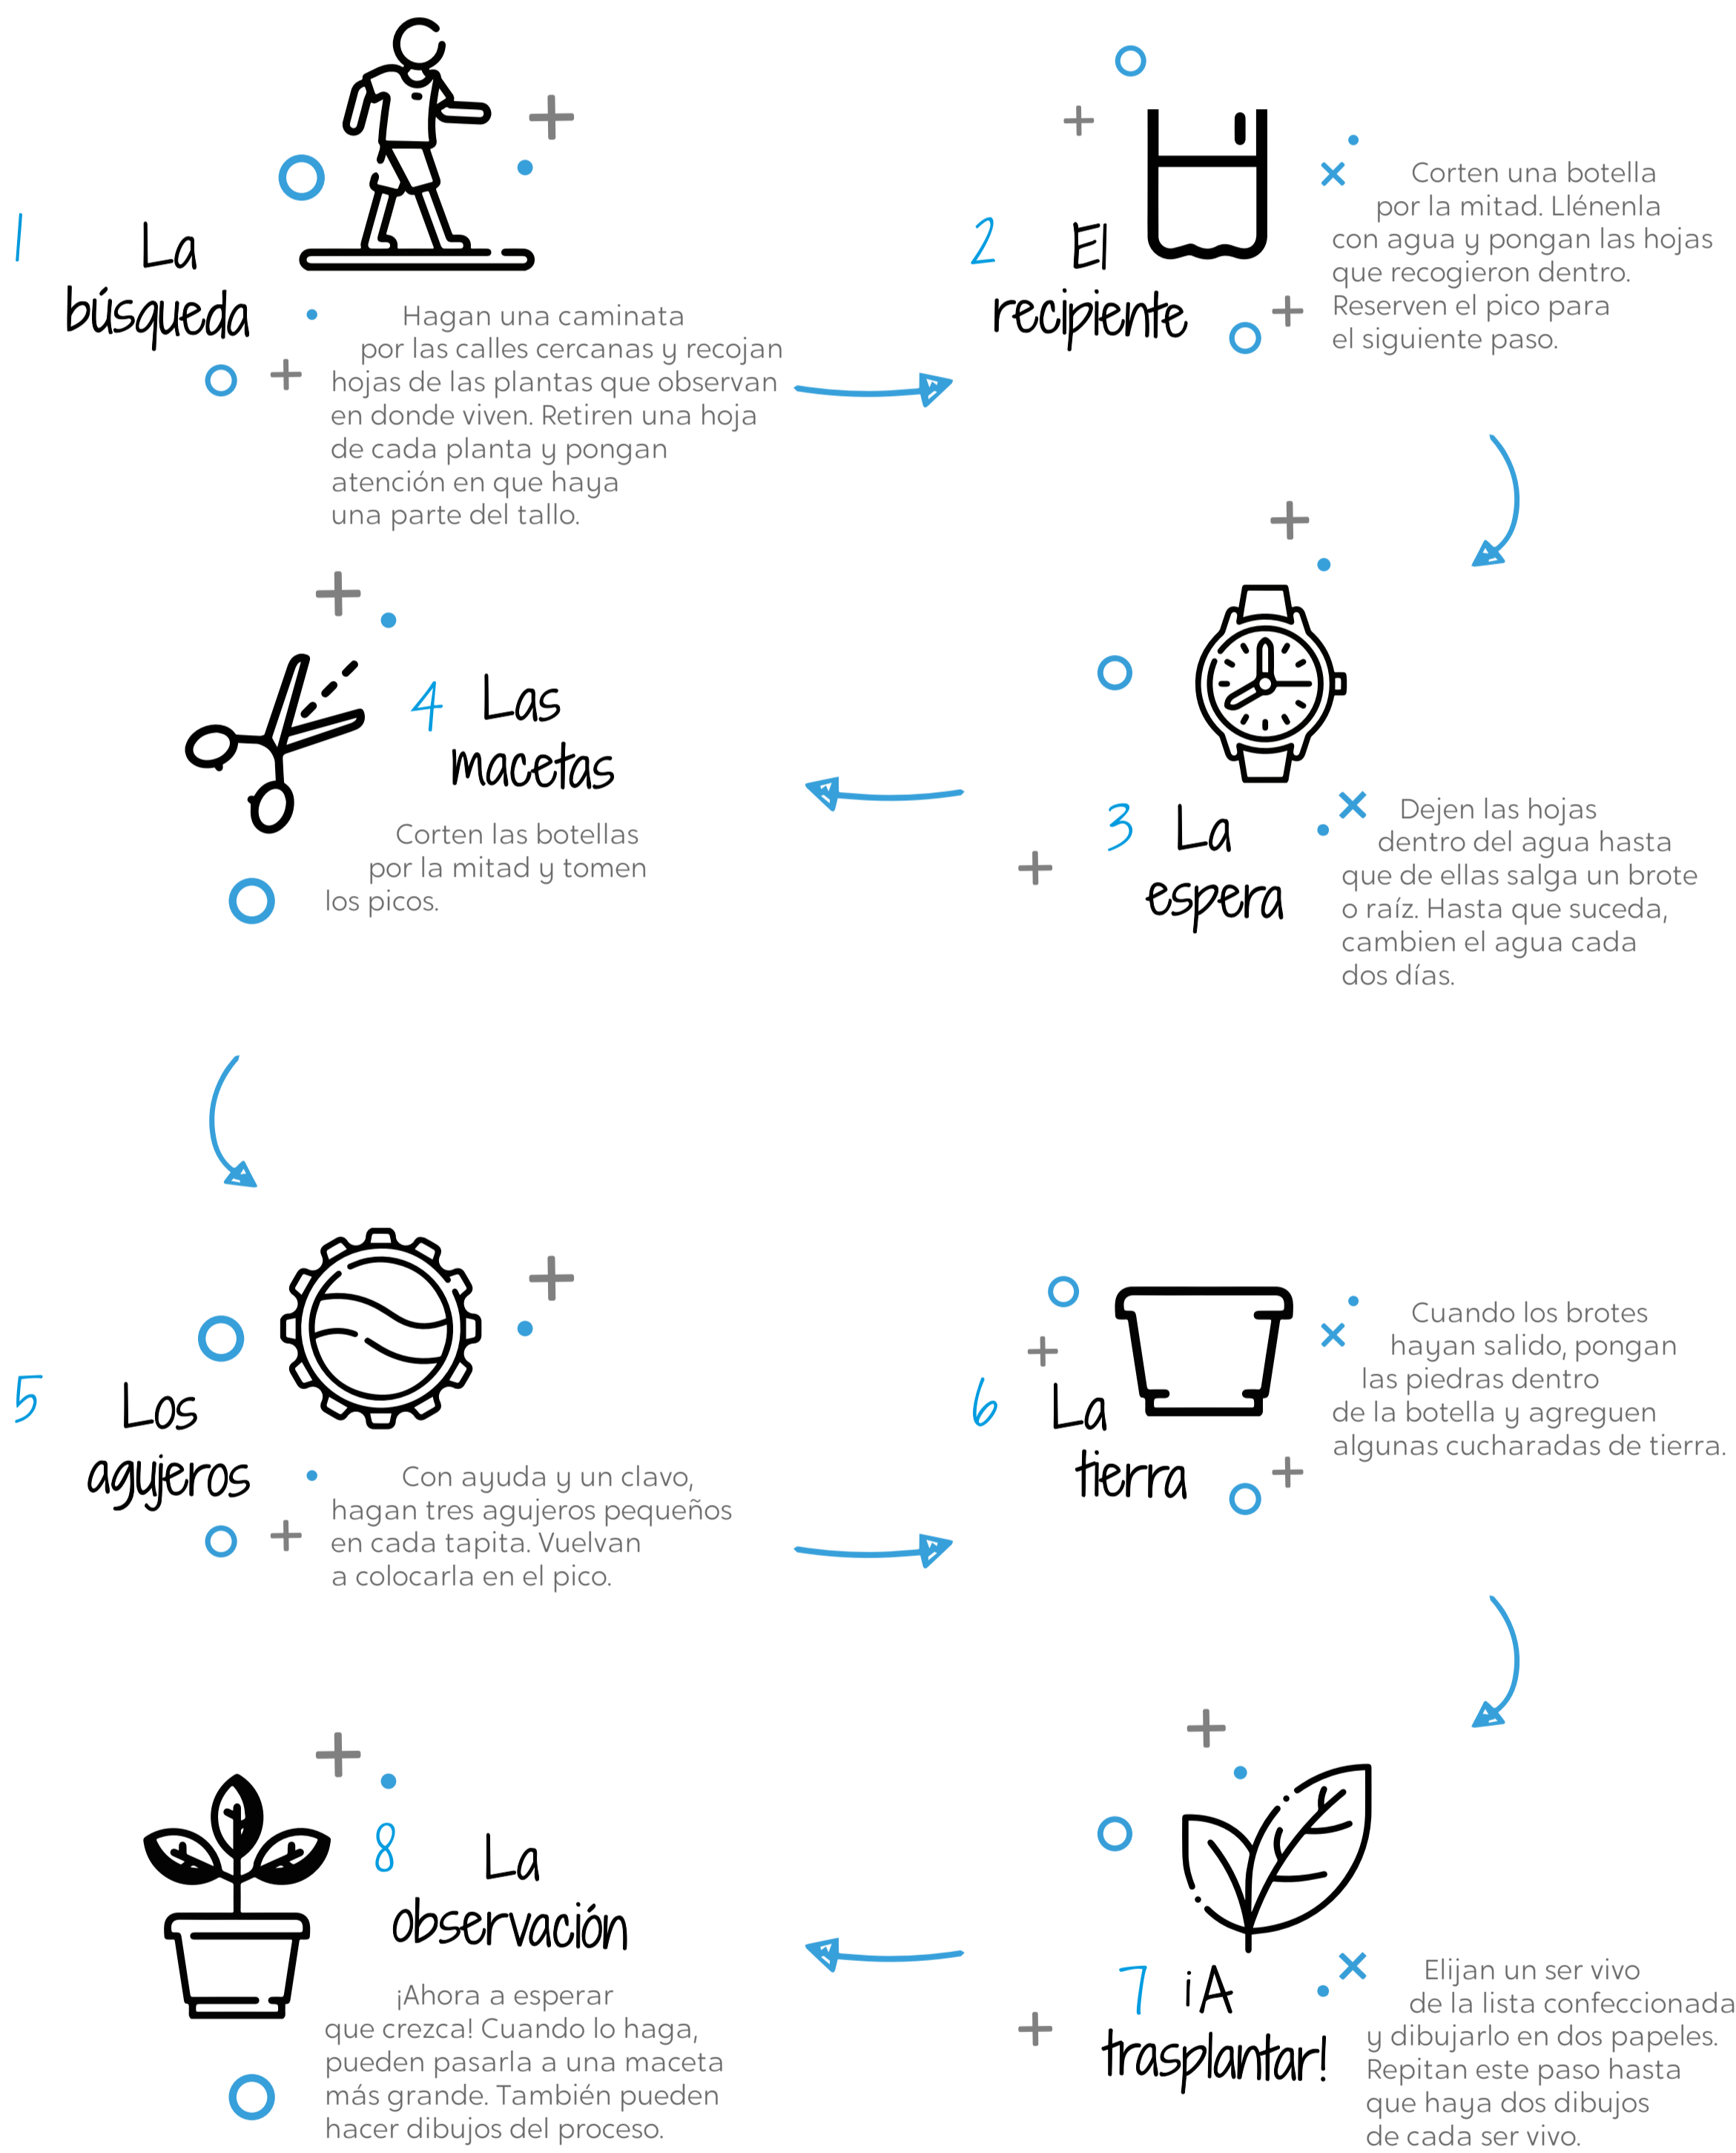 1
La
búsqueda
Hagan una caminata
por las calles cercanas y recojan
hojas de las plantas que observan
en donde viven. Retiren una hoja
de cada planta y pongan
atención en que haya
una parte del tallo.
2
El
recipiente
Corten una botella
por la mitad. Llénenla
con agua y pongan las hojas
que recogieron dentro.
Reserven el pico para
el siguiente paso.
3
La
espera
Dejen las hojas
dentro del agua hasta
que de ellas salga un brote
o raíz. Hasta que suceda,
cambien el agua cada
dos días.
4
Las
macetas
Corten las botellas
por la mitad y tomen
los picos.
5
Los
agujeros
Con ayuda y un clavo,
hagan tres agujeros pequeños
en cada tapita. Vuelvan
a colocarla en el pico.
6
La
tierra
Cuando los brotes
hayan salido, pongan
las piedras dentro
de la botella y agreguen
algunas cucharadas de tierra.
7
¡A
trasplantar!
Elijan un ser vivo
de la lista confeccionada
y dibujarlo en dos papeles.
Repitan este paso hasta
que haya dos dibujos
de cada ser vivo.
8
La
observación
¡Ahora a esperar
que crezca! Cuando lo haga,
pueden pasarla a una maceta
más grande. También pueden
hacer dibujos del proceso.